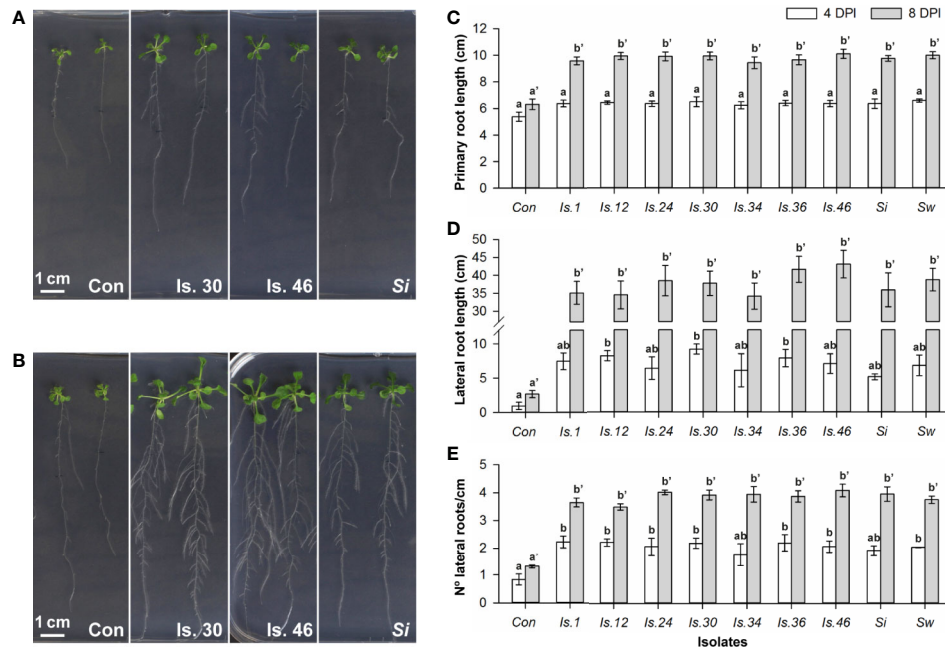 A
1 cm Con Is. 30 Is. 46 Si
B
1 cm Con Is. 30 Is. 46 Si
C
4 DPI 8 DPI
Primary root length (cm)
12
10
8
6
4
2
0
a a' a b' a b' a b' a b' a b' a b' a b' a b' a b'
Con Is.1 Is.12 Is.24 Is.30 Is.34 Is.36 Is.46 Si Sw
D
Lateral root length (cm)
50
45
40
35
30
10
5
0
a a' ab b' b b' ab b' b b' ab b' b b' ab b' ab b' ab b'
Con Is.1 Is.12 Is.24 Is.30 Is.34 Is.36 Is.46 Si Sw
E
Nº lateral roots/cm
5
4
3
2
1
0
a a' b b' b b' b b' b b' ab b' b b' b b' ab b' b b'
Con Is.1 Is.12 Is.24 Is.30 Is.34 Is.36 Is.46 Si Sw
Isolates